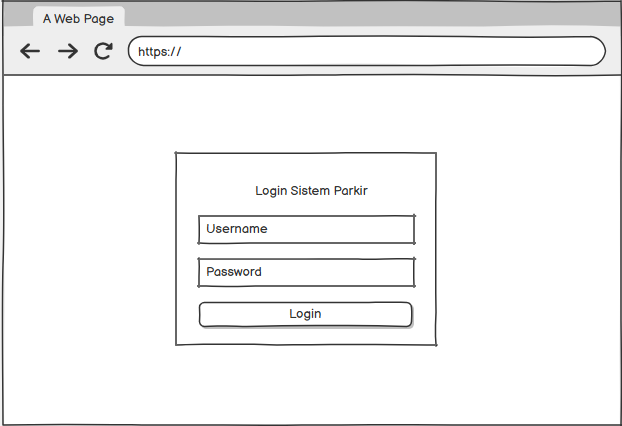 A Web Page
https://
Login Sistem Parkir
Username
Password
Login